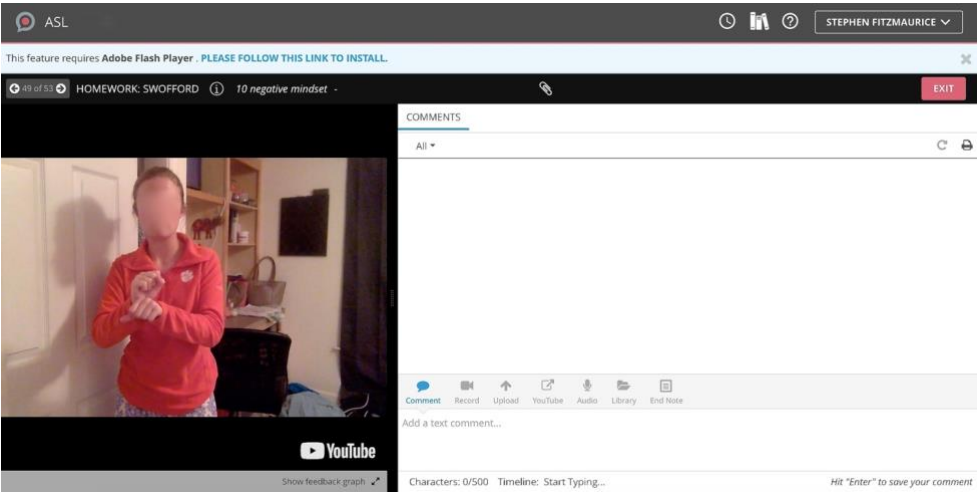 ASL
STEPHEN FITZMAURICE
This feature requires Adobe Flash Player . PLEASE FOLLOW THIS LINK TO INSTALL.
49 of 53 HOMEWORK: SWOFFORD 10 negative mindset -
EXIT
COMMENTS
All
YouTube
Show feedback graph
Comment Record Upload YouTube Audio Library End Note
Add a text comment...
Characters: 0/500 Timeline: Start Typing...
Hit "Enter" to save your comment